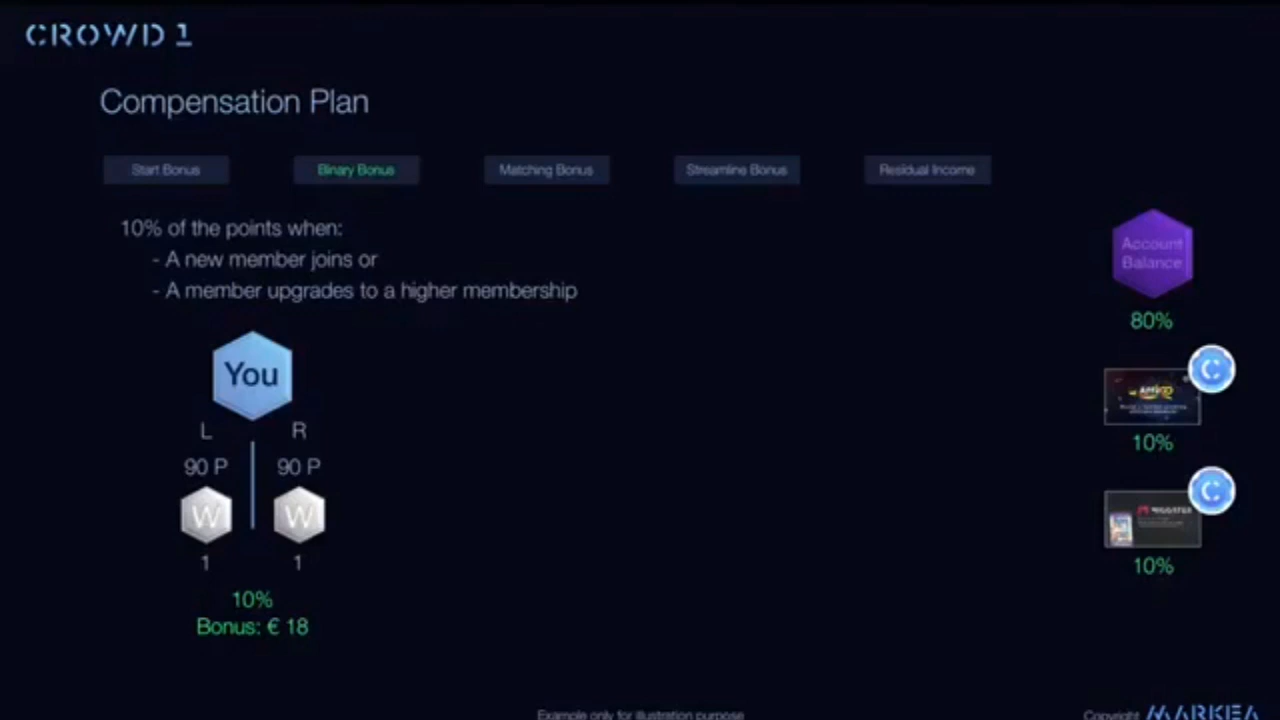 CROWD 1
Compensation Plan
Start Bonus
Binary Bonus
Matching Bonus
Streamline Bonus
Residual Income
10% of the points when:
- A new member joins or
- A member upgrades to a higher membership
You
L R
90 P 90 P
W W
1 1
10%
Bonus: € 18
Account
Balance
80%
C
10%
C
10%
Example only for illustration purpose
Copyright MARKEA